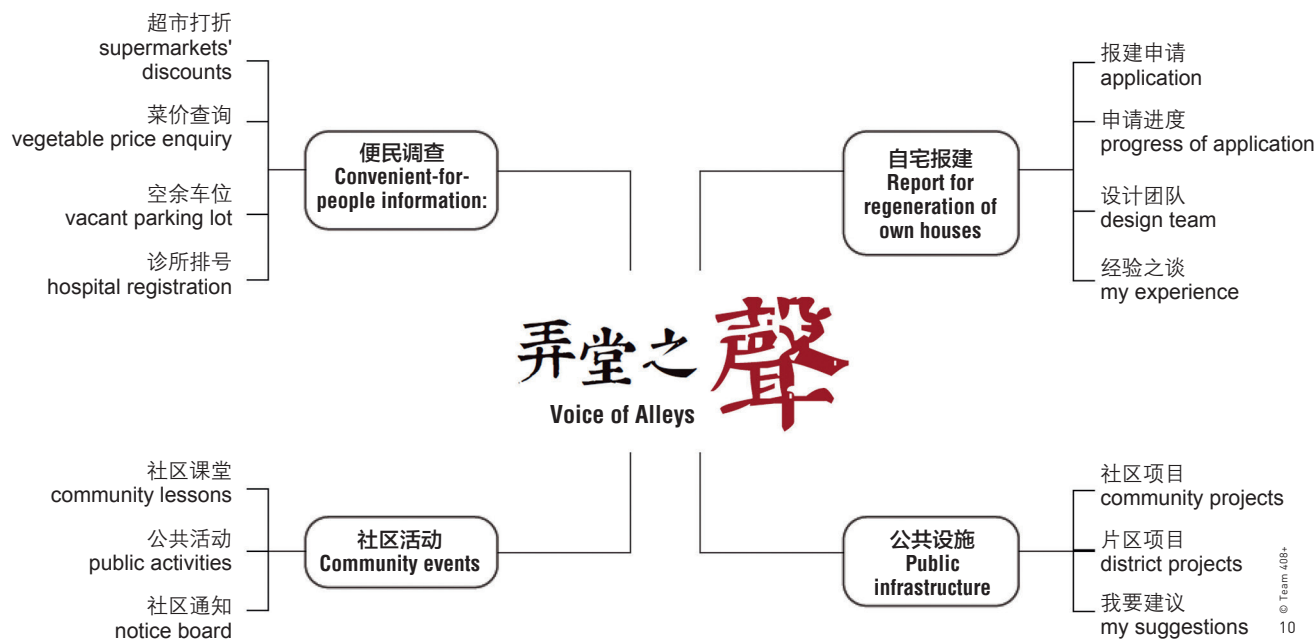 超市打折
supermarkets'
discounts
菜价查询
vegetable price enquiry
空余车位
vacant parking lot
诊所排号
hospital registration
便民调查
Convenient-for-
people information:
自宅报建
Report for
regeneration of
own houses
报建申请
application
申请进度
progress of application
设计团队
design team
经验之谈
my experience
弄堂之聲
Voice of Alleys
社区课堂
community lessons
公共活动
public activities
社区通知
notice board
社区活动
Community events
公共设施
Public
infrastructure
社区项目
community projects
片区项目
district projects
我要建议
my suggestions
© Team 408+
10